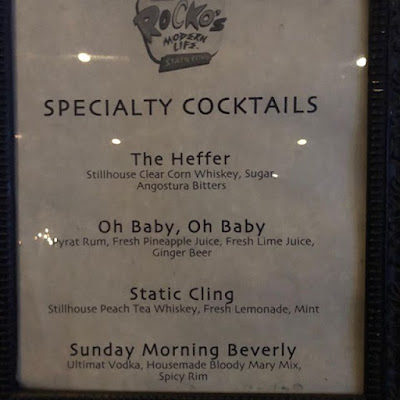 ROCKO'S
MODERN
LIFE
STATIC CLING
SPECIALTY COCKTAILS
The Heffer
Stillhouse Clear Corn Whiskey, Sugar,
Angostura Bitters
Oh Baby, Oh Baby
Pyrat Rum, Fresh Pineapple Juice, Fresh Lime Juice,
Ginger Beer
Static Cling
Stillhouse Peach Tea Whiskey, Fresh Lemonade, Mint
Sunday Morning Beverly
Ultimat Vodka, Housemade Bloody Mary Mix,
Spicy Rim